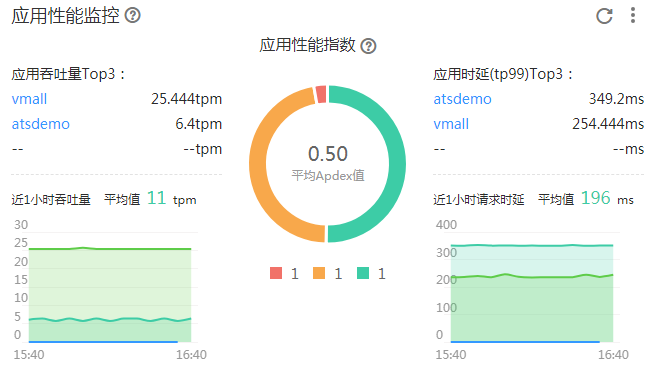 应用性能监控
应用吞吐量Top3：
vmall 25.444tpm
atsdemo 6.4tpm
-- --tpm
近1小时吞吐量 平均值 11 tpm
30
25
20
15
10
5
0
15:40 16:40
应用性能指数
0.50
平均Apdex值
1 1 1
应用时延(tp99)Top3：
atsdemo 349.2ms
vmall 254.444ms
-- --ms
近1小时请求时延 平均值 196 ms
400
300
200
100
0
15:40 16:40